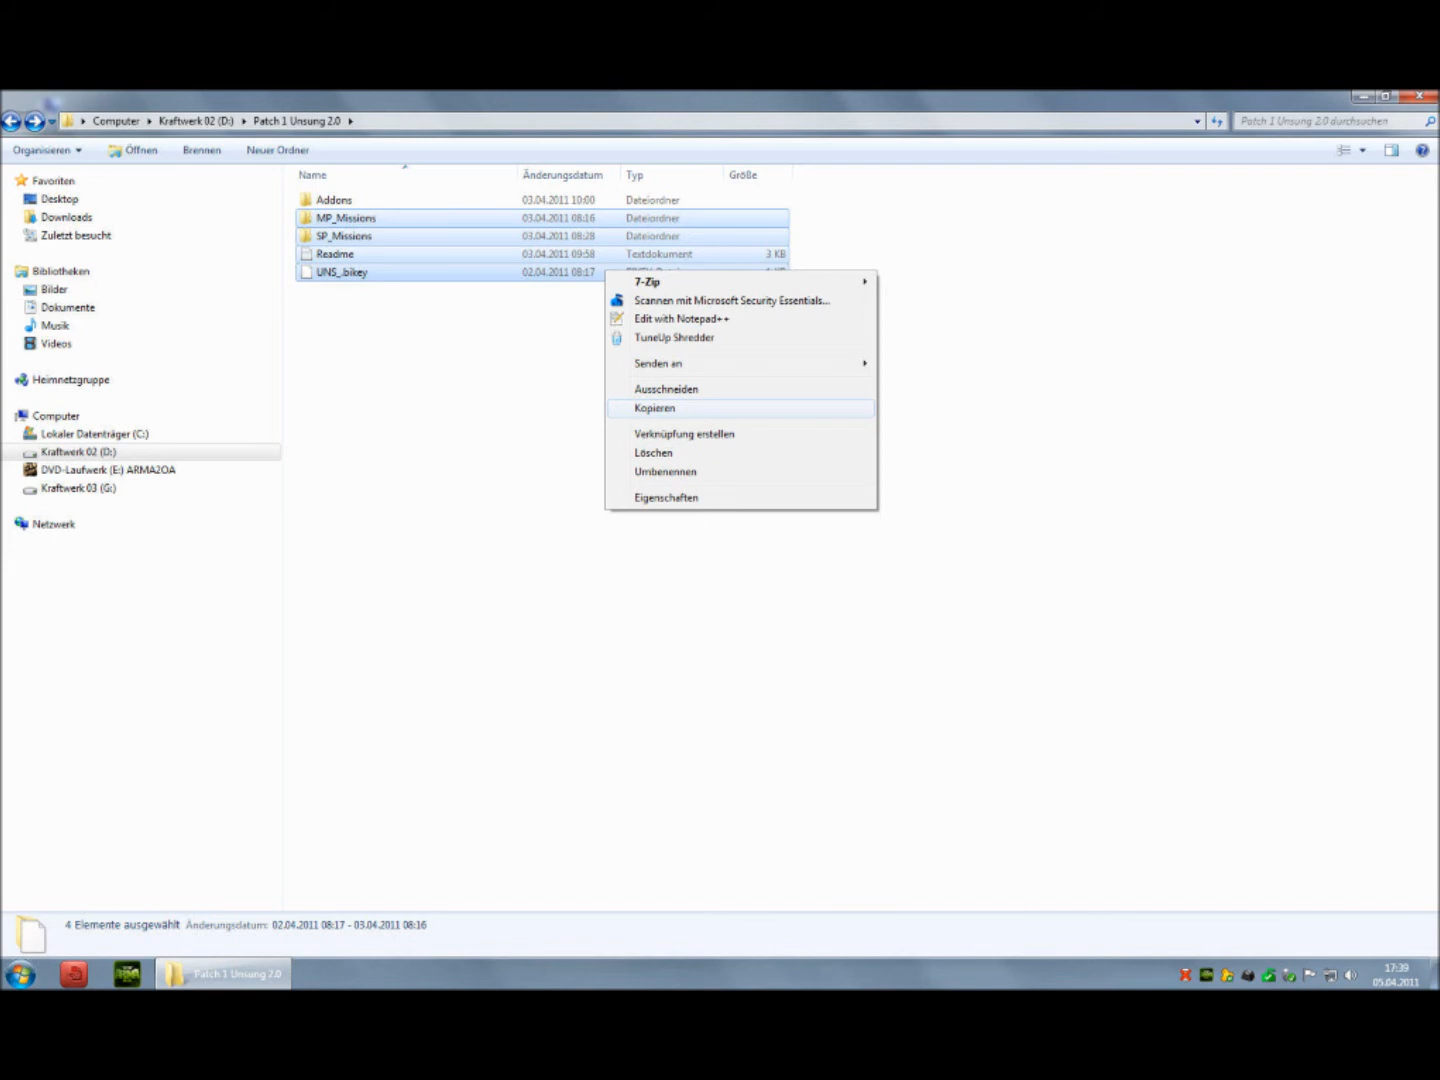 Computer ▸ Kraftwerk 02 (D:) ▸ Patch 1 Unsung 2.0 ▸
Patch 1 Unsung 2.0 durchsuchen
Organisieren Öffnen Brennen Neuer Ordner
Name Änderungsdatum Typ Größe
Favoriten
Desktop
Downloads
Zuletzt besucht
Bibliotheken
Bilder
Dokumente
Musik
Videos
Heimnetzgruppe
Computer
Lokaler Datenträger (C:)
Kraftwerk 02 (D:)
DVD-Laufwerk (E:) ARMA2OA
Kraftwerk 03 (G:)
Netzwerk
Addons 03.04.2011 10:00 Dateiordner
MP_Missions 03.04.2011 08:16 Dateiordner
SP_Missions 03.04.2011 08:28 Dateiordner
Readme 03.04.2011 09:58 Textdokument 3 KB
UNS_.bikey 02.04.2011 08:17
7-Zip
Scannen mit Microsoft Security Essentials...
Edit with Notepad++
TuneUp Shredder
Senden an
Ausschneiden
Kopieren
Verknüpfung erstellen
Löschen
Umbenennen
Eigenschaften
4 Elemente ausgewählt Änderungsdatum: 02.04.2011 08:17 - 03.04.2011 08:16
Patch 1 Unsung 2.0
17:39
05.04.2011